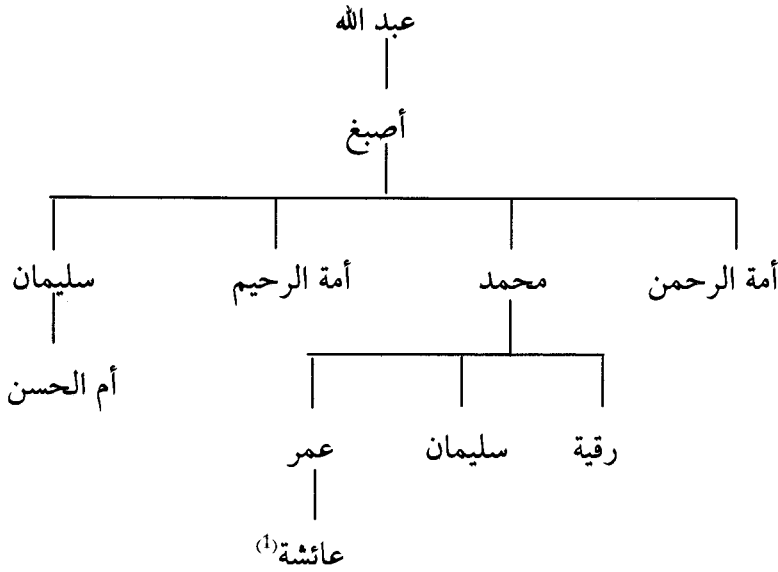 عبد الله
أصبغ
أمة الرحمن محمد أمة الرحيم سليمان
أم الحسن
رقية سليمان عمر
عائشة(1)